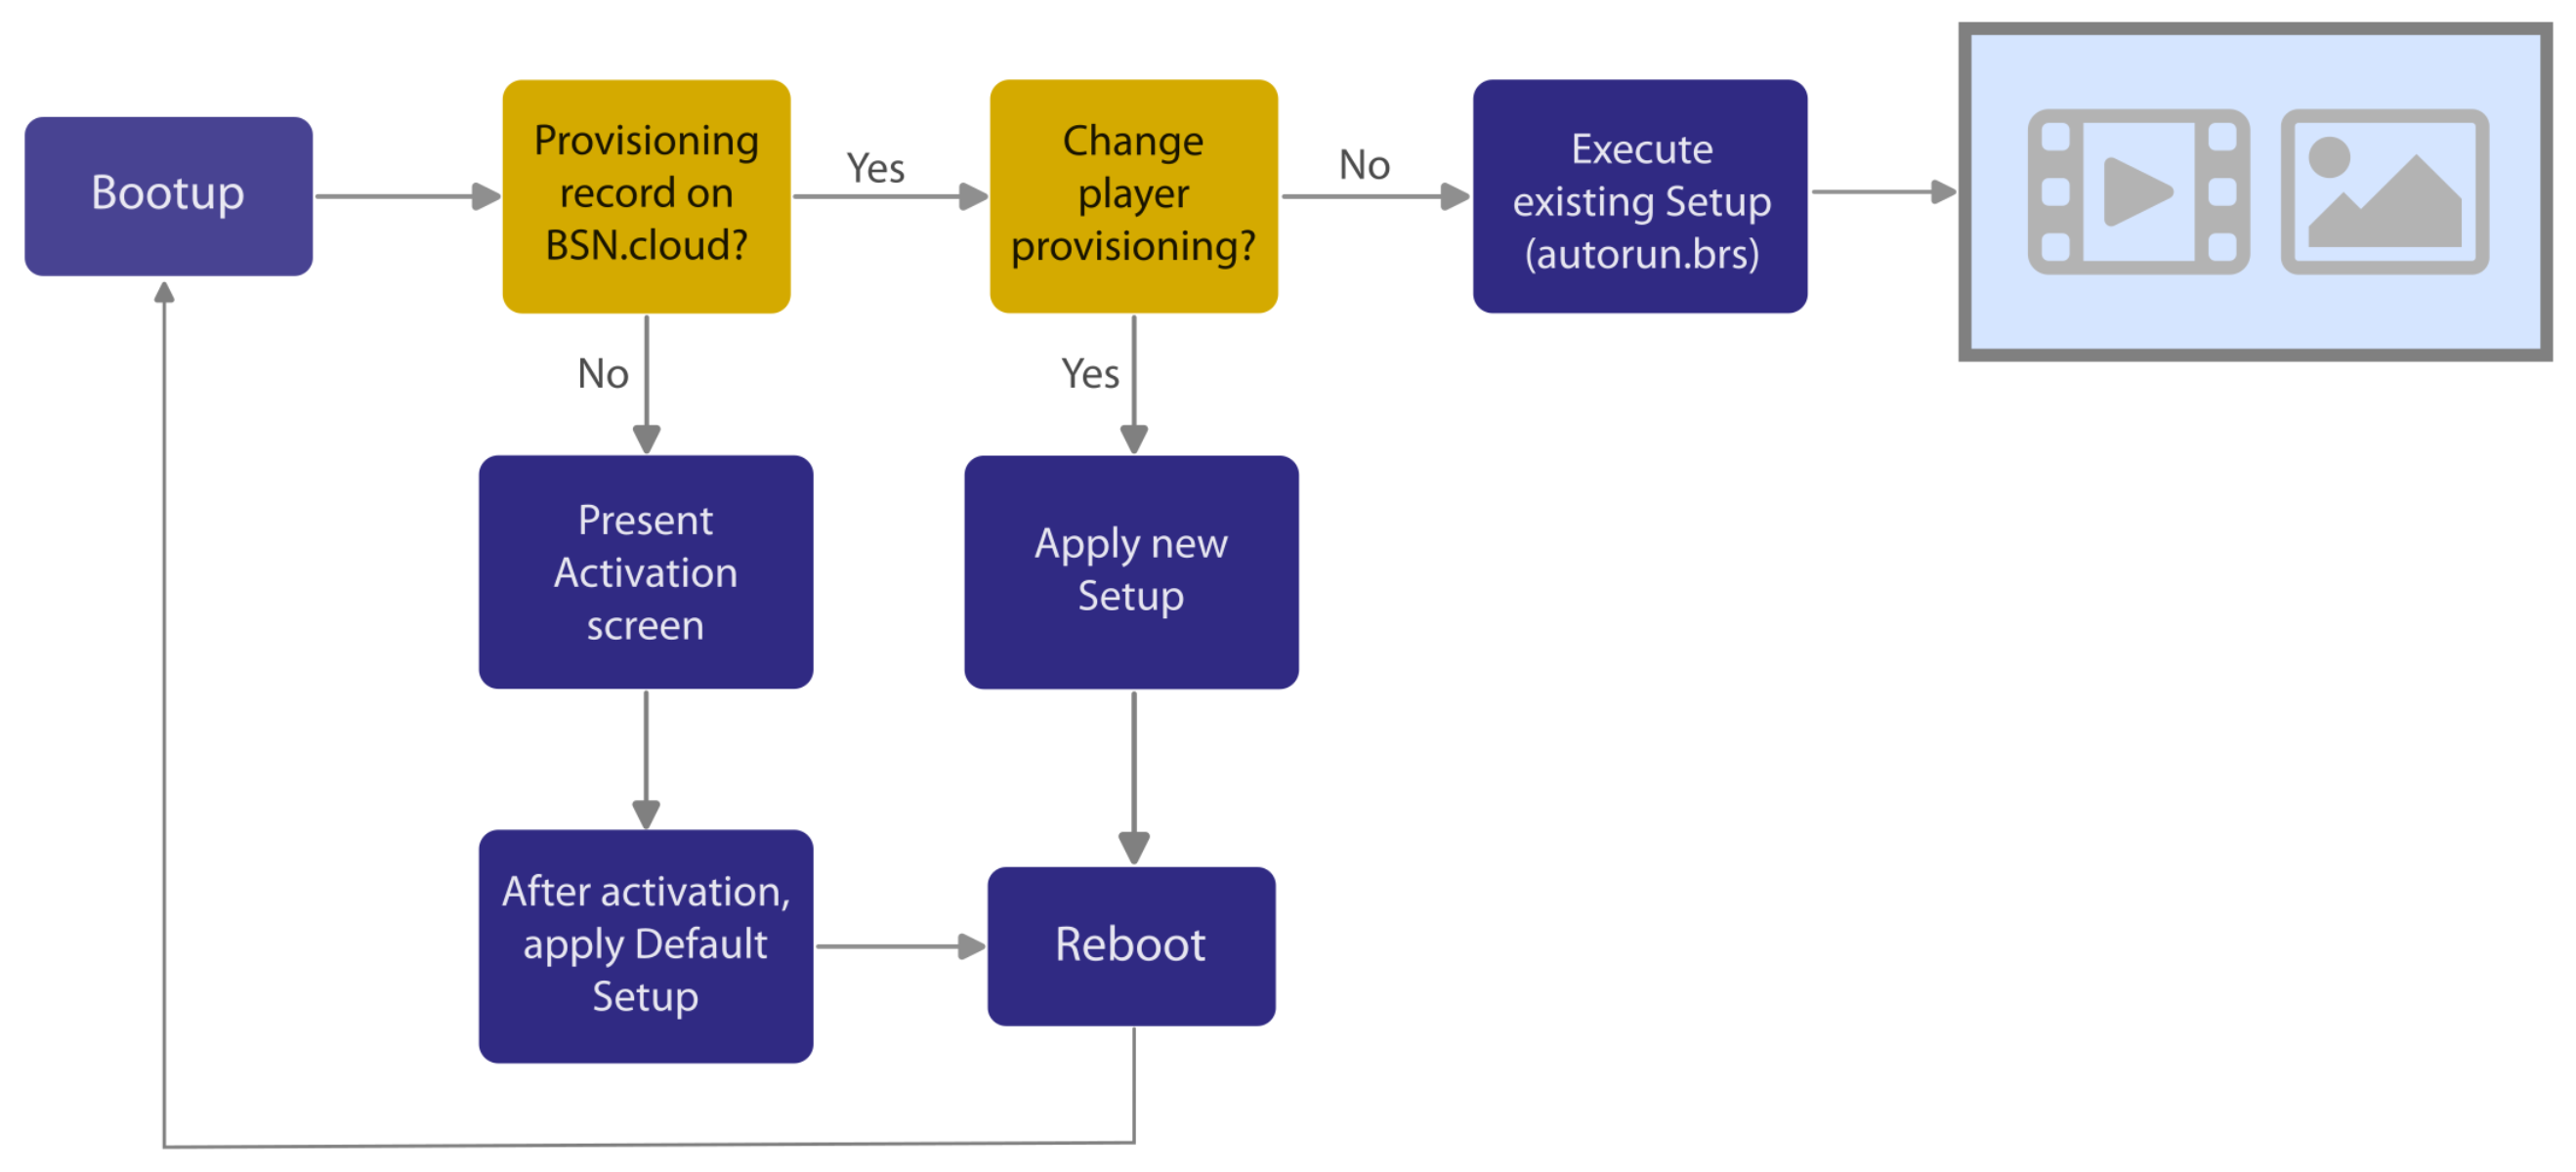 Bootup
Provisioning
record on
BSN.cloud?
Yes
Change
player
provisioning?
No
Execute
existing Setup
(autorun.brs)
No
Yes
Present
Activation
screen
Apply new
Setup
After activation,
apply Default
Setup
Reboot